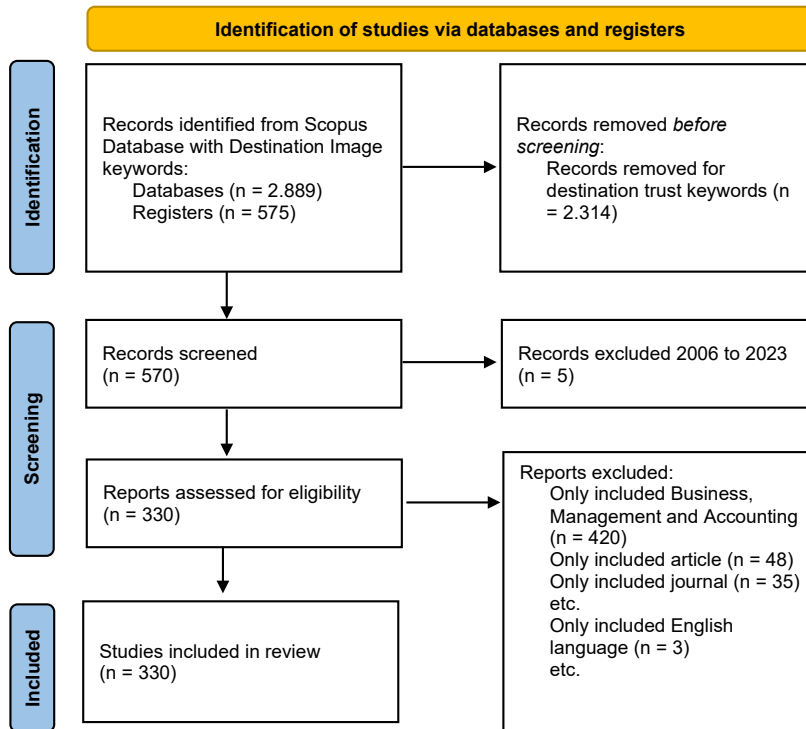 Identification of studies via databases and registers
Identification
Records identified from Scopus
Database with Destination Image
keywords:
Databases (n = 2.889)
Registers (n = 575)
Records removed before
screening:
Records removed for
destination trust keywords (n
= 2.314)
Screening
Records screened
(n = 570)
Records excluded 2006 to 2023
(n = 5)
Reports assessed for eligibility
(n = 330)
Reports excluded:
Only included Business,
Management and Accounting
(n = 420)
Only included article (n = 48)
Only included journal (n = 35)
etc.
Only included English
language (n = 3)
etc.
Included
Studies included in review
(n = 330)